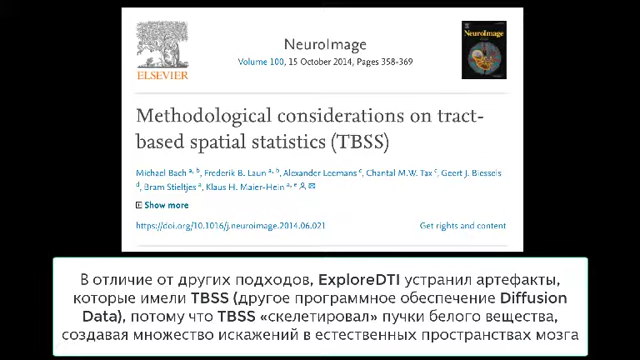 NeuroImage
Volume 100, 15 October 2014, Pages 358-369
ELSEVIER
NeuroImage
Methodological considerations on tract-
based spatial statistics (TBSS)
Michael Bach a, b, Frederik B. Laun a, b, Alexander Leemans c, Chantal M.W. Tax c, Geert J. Biessels
d, Bram Stieltjes a, Klaus H. Maier-Hein a, e
Show more
https://doi.org/10.1016/j.neuroimage.2014.06.021
Get rights and content
В отличие от других подходов, ExploreDTI устранил артефакты,
которые имели TBSS (другое программное обеспечение Diffusion
Data), потому что TBSS «скелетировал» пучки белого вещества,
создавая множество искажений в естественных пространствах мозга